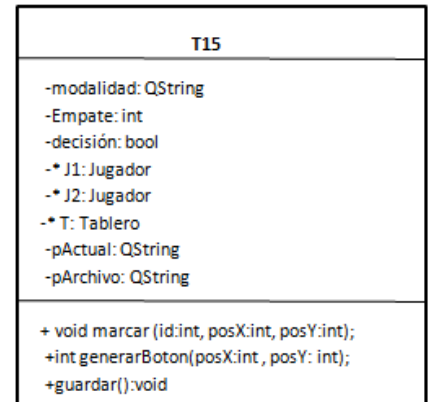 T15
-modalidad: QString
-Empate: int
-decisión: bool
-* J1: Jugador
-* J2: Jugador
-* T: Tablero
-pActual: QString
-pArchivo: QString
+ void marcar (id:int, posX:int, posY:int);
+int generarBoton(posX:int , posY: int);
+guardar():void